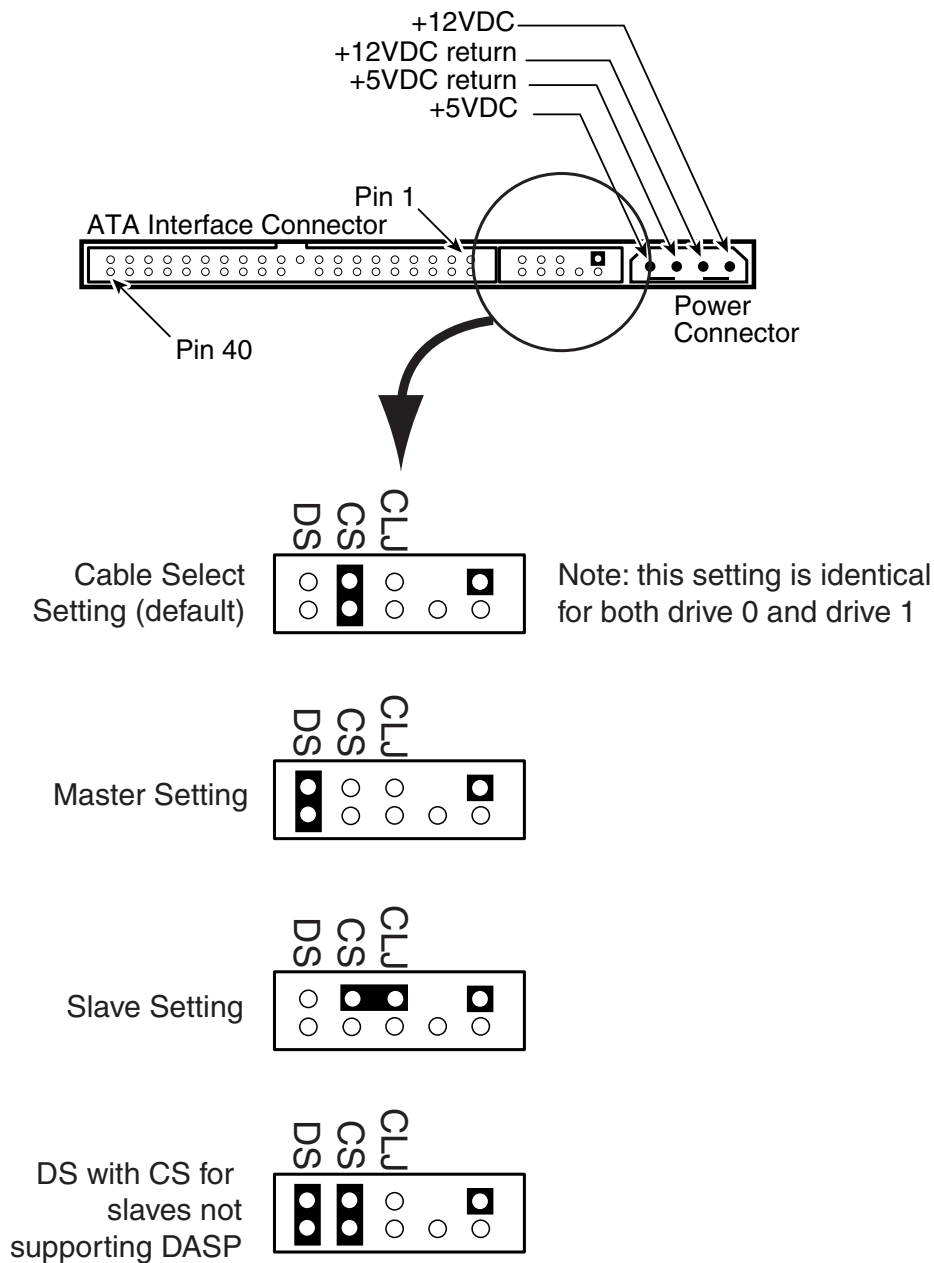 +12VDC
+12VDC return
+5VDC return
+5VDC
Pin 1
ATA Interface Connector
Power
Connector
Pin 40
DS CS CLJ
Cable Select
Setting (default)
Note: this setting is identical
for both drive 0 and drive 1
DS CS CLJ
Master Setting
DS CS CLJ
Slave Setting
DS CS CLJ
DS with CS for
slaves not
supporting DASP